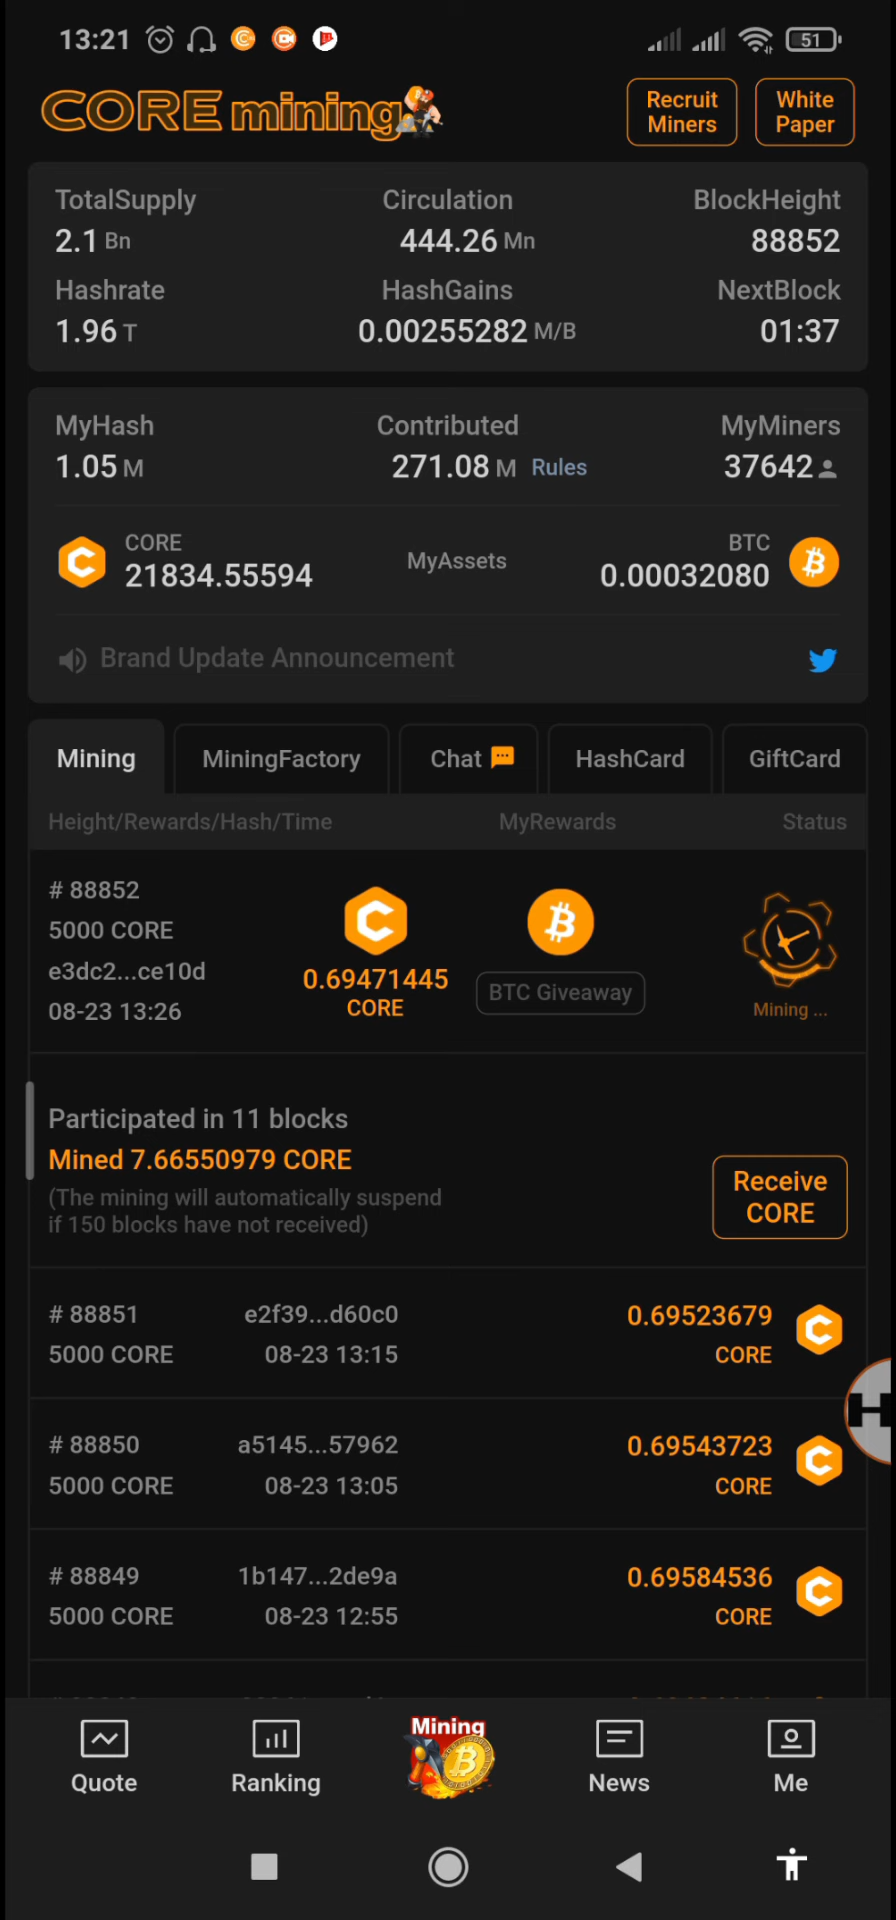 13:21
51
CORE mining
Recruit Miners
White Paper
TotalSupply Circulation BlockHeight
2.1 Bn 444.26 Mn 88852
Hashrate HashGains NextBlock
1.96 T 0.00255282 M/B 01:37
MyHash Contributed MyMiners
1.05 M 271.08 M Rules 37642
CORE BTC
21834.55594 MyAssets 0.00032080
Brand Update Announcement
Mining MiningFactory Chat HashCard GiftCard
Height/Rewards/Hash/Time MyRewards Status
# 88852
5000 CORE
e3dc2...ce10d
08-23 13:26
0.69471445
CORE
BTC Giveaway
Mining ...
Participated in 11 blocks
Mined 7.66550979 CORE
(The mining will automatically suspend
if 150 blocks have not received)
Receive
CORE
# 88851 e2f39...d60c0 0.69523679
5000 CORE 08-23 13:15 CORE
# 88850 a5145...57962 0.69543723
5000 CORE 08-23 13:05 CORE
# 88849 1b147...2de9a 0.69584536
5000 CORE 08-23 12:55 CORE
Mining
Quote Ranking News Me